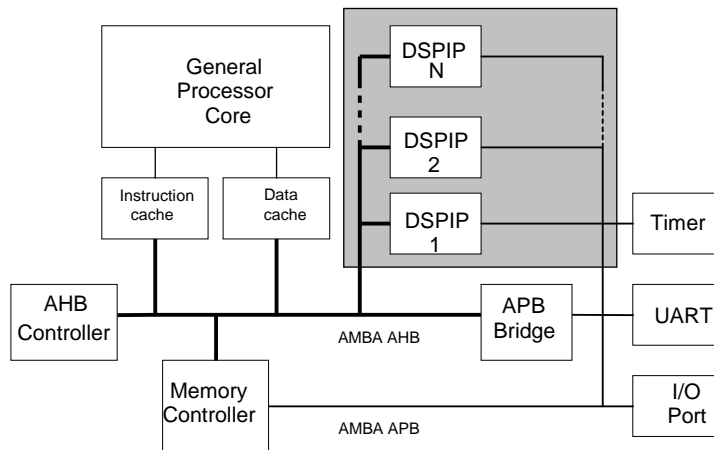 General
Processor
Core
Instruction
cache
Data
cache
DSPIP
N
DSPIP
2
DSPIP
1
Timer
AHB
Controller
AMBA AHB
APB
Bridge
UART
Memory
Controller
AMBA APB
I/O
Port